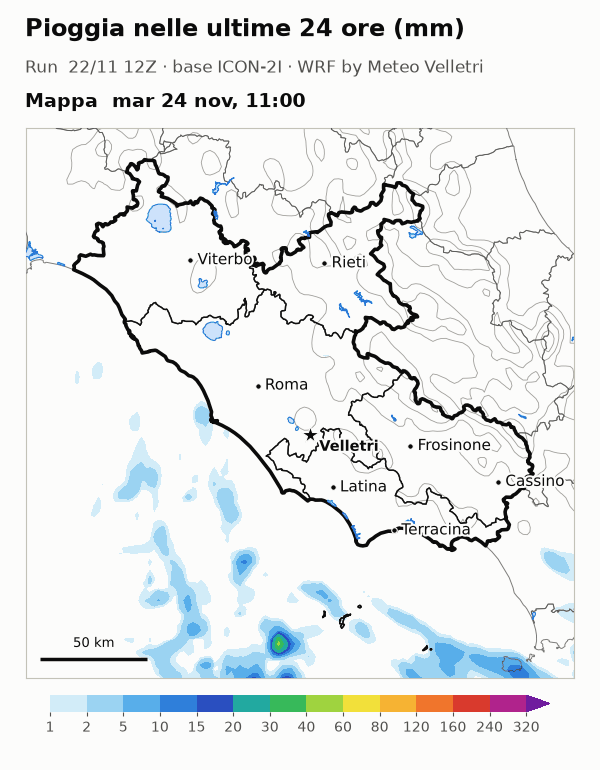 Pioggia nelle ultime 24 ore (mm)
Run  22/11 12Z · base ICON-2I · WRF by Meteo Velletri
Mappa  mar 24 nov, 11:00
Viterbo
Rieti
Roma
Velletri
Frosinone
Latina
Cassino
Terracina
50 km
1 2 5 10 15 20 30 40 60 80 120 160 240 320